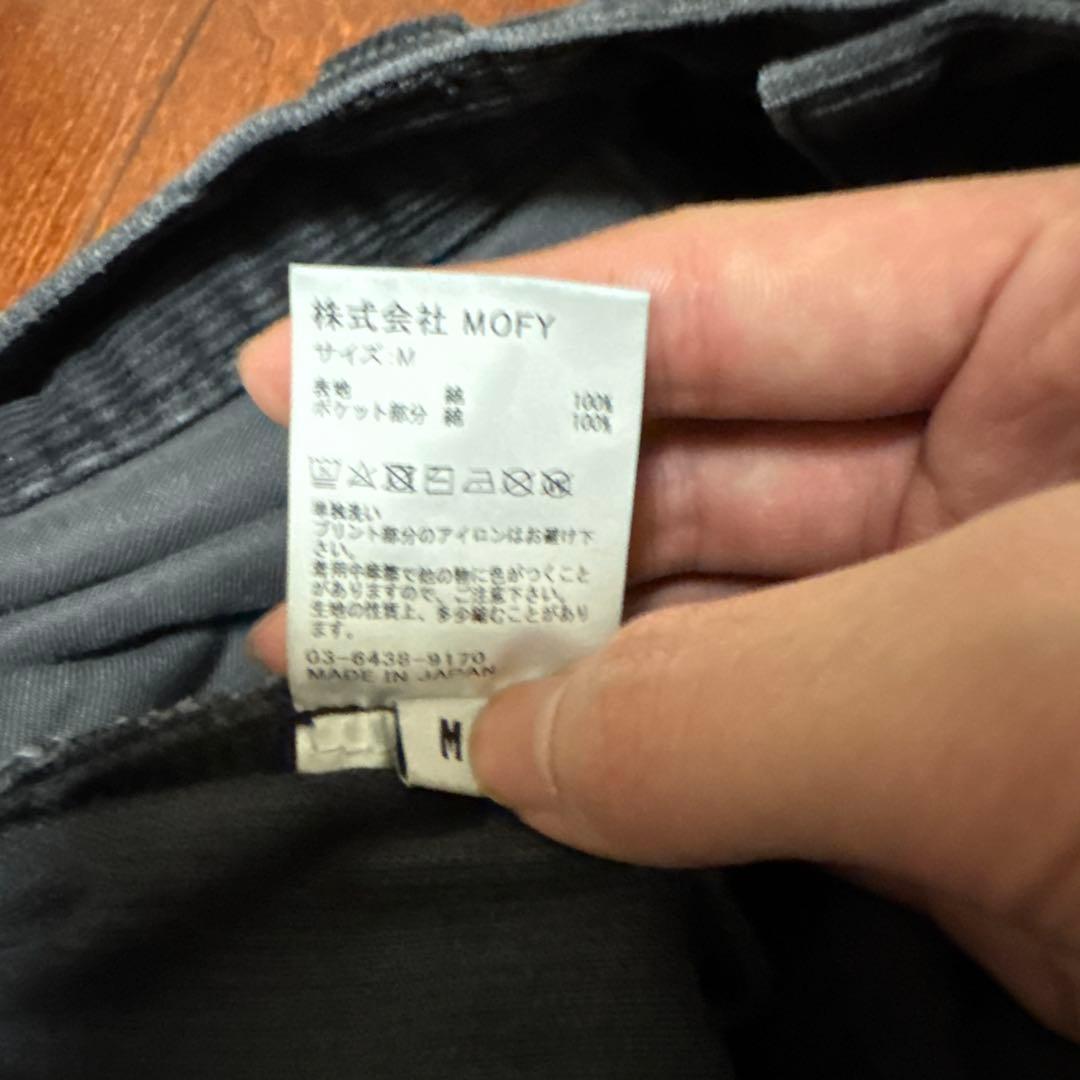 株式会社 MOFY
サイズ:M
表地 綿 100%
ポケット部分 綿 100%
単独洗い
プリント部分のアイロンはお避け下
さい。
着用中摩擦で他の物に色がつくこと
がありますので、ご注意下さい。
生地の性質上、多少縮むことがあり
ます。
03-6438-9170
MADE IN JAPAN
M